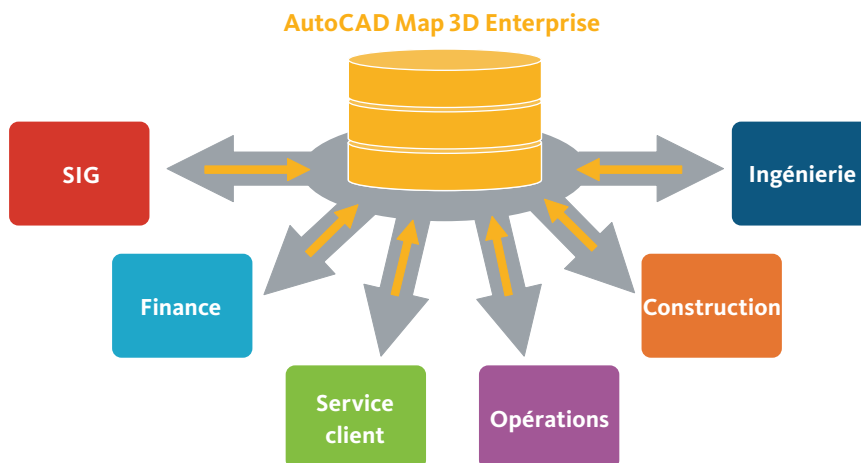 AutoCAD Map 3D Enterprise
SIG
Ingénierie
Finance
Construction
Service
client
Opérations